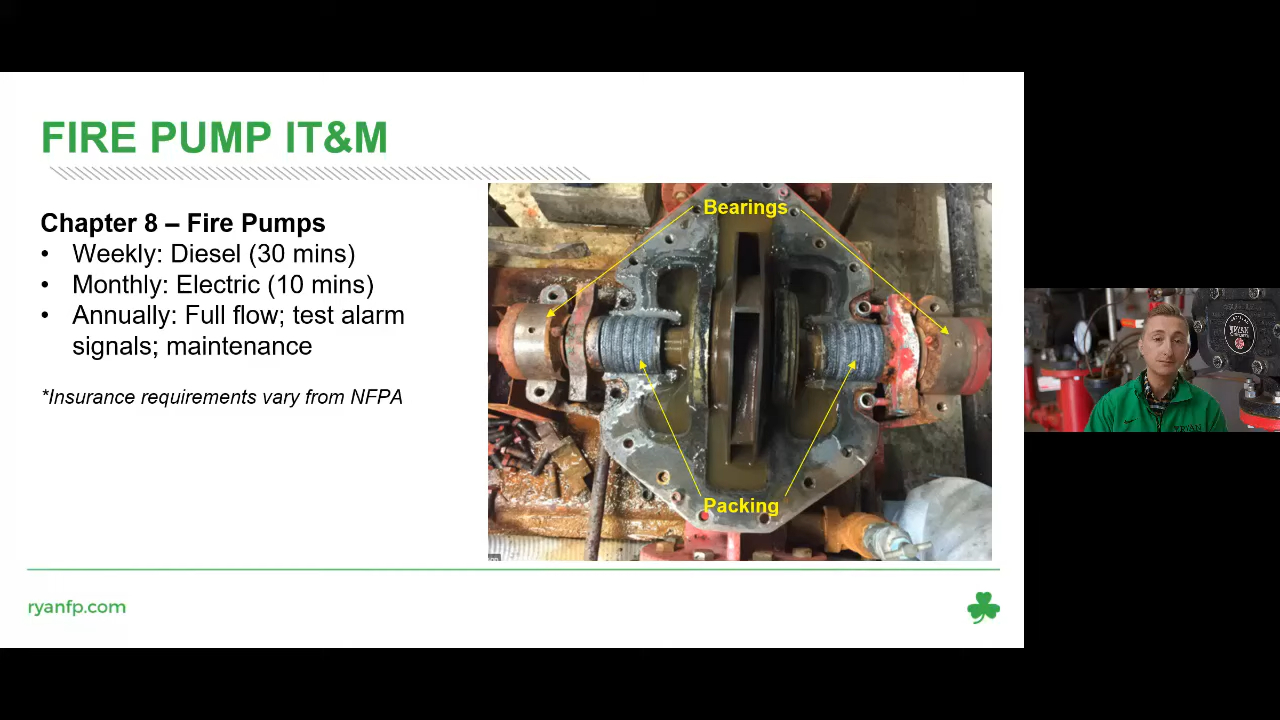 FIRE PUMP IT&M
Chapter 8 – Fire Pumps
• Weekly: Diesel (30 mins)
• Monthly: Electric (10 mins)
• Annually: Full flow; test alarm
signals; maintenance
*Insurance requirements vary from NFPA
Bearings
Packing
ryanfp.com
RYAN